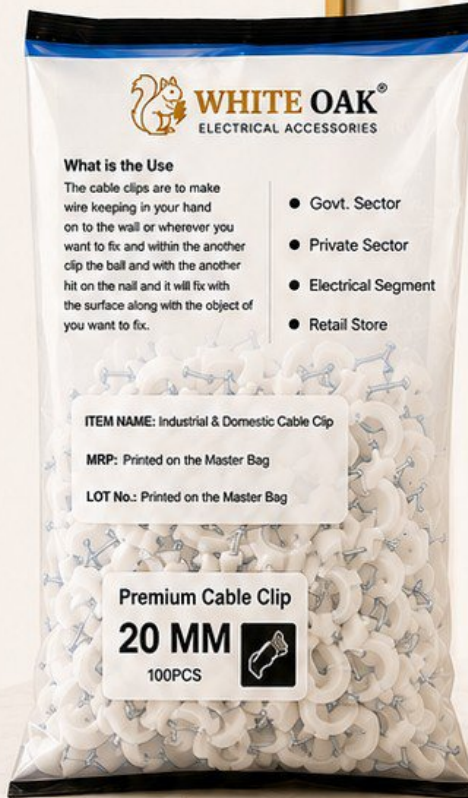 WHITE OAK®
ELECTRICAL ACCESSORIES
What is the Use
The cable clips are to make
wire keeping in your hand
on to the wall or wherever you
want to fix and within the another
clip the ball and with the another
hit on the nail and it will fix with
the surface along with the object of
you want to fix.
● Govt. Sector
● Private Sector
● Electrical Segment
● Retail Store
ITEM NAME: Industrial & Domestic Cable Clip
MRP: Printed on the Master Bag
LOT No.: Printed on the Master Bag
Premium Cable Clip
20 MM
100PCS